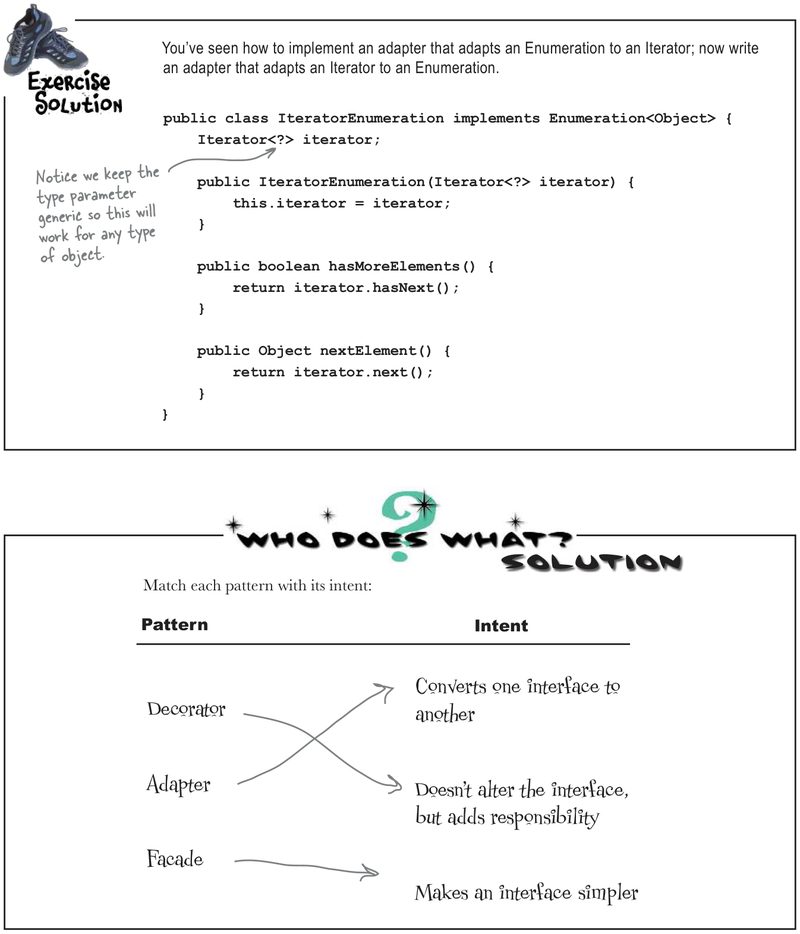 Exercise
Solution
You've seen how to implement an adapter that adapts an Enumeration to an Iterator; now write
an adapter that adapts an Iterator to an Enumeration.
public class IteratorEnumeration implements Enumeration<Object> {
    Iterator<?> iterator;
Notice we keep the
type parameter
generic so this will
work for any type
of object.
    public IteratorEnumeration(Iterator<?> iterator) {
        this.iterator = iterator;
    }
    public boolean hasMoreElements() {
        return iterator.hasNext();
    }
    public Object nextElement() {
        return iterator.next();
    }
}
?
WHO DOES WHAT?
SOLUTION
Match each pattern with its intent:
Pattern Intent
Decorator
Converts one interface to
another
Adapter
Doesn't alter the interface,
but adds responsibility
Facade
Makes an interface simpler